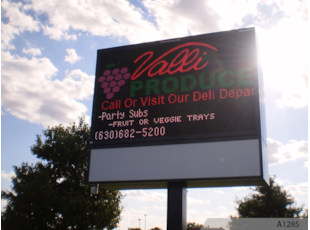 Valli
PRODUCE
Call Or Visit Our Deli Depar
-Party Subs
-FRUIT OR VEGGIE TRAYS
(630)682-5200
A1285